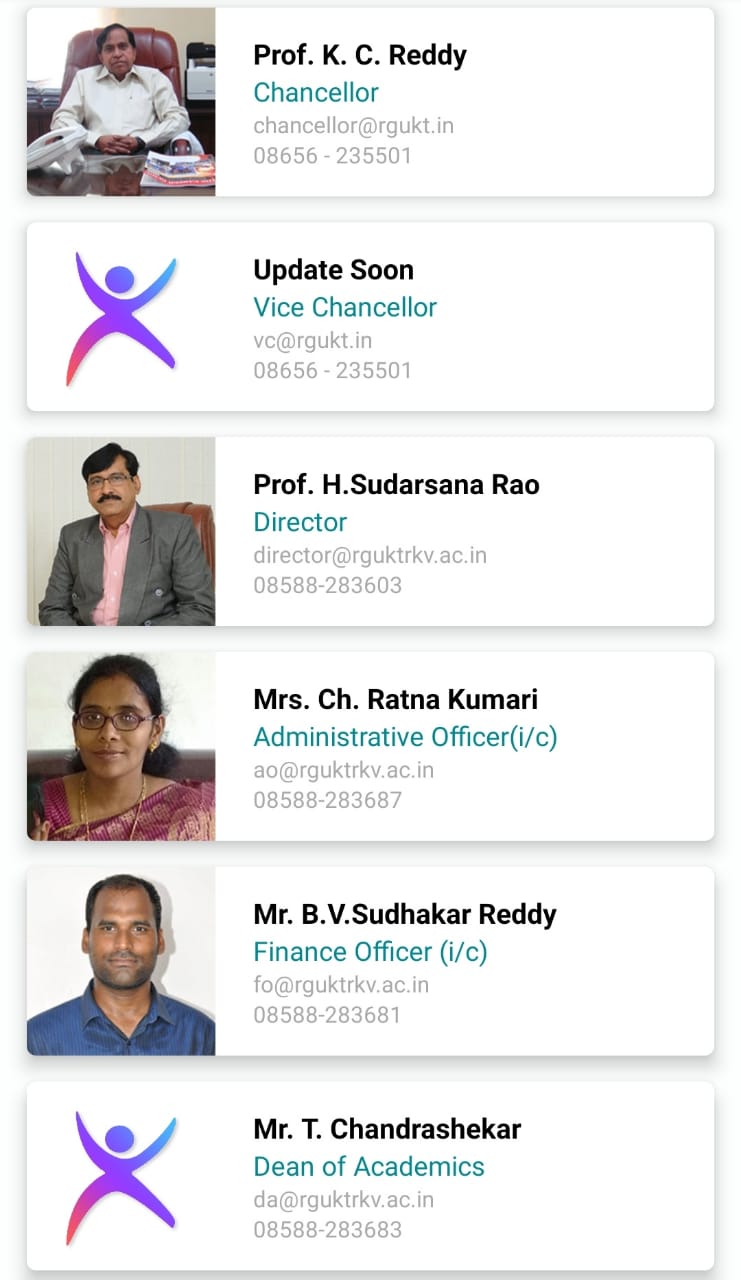 Prof. K. C. Reddy
Chancellor
chancellor@rgukt.in
08656 - 235501
Update Soon
Vice Chancellor
vc@rgukt.in
08656 - 235501
Prof. H.Sudarsana Rao
Director
director@rguktrkv.ac.in
08588-283603
Mrs. Ch. Ratna Kumari
Administrative Officer(i/c)
ao@rguktrkv.ac.in
08588-283687
Mr. B.V.Sudhakar Reddy
Finance Officer (i/c)
fo@rguktrkv.ac.in
08588-283681
Mr. T. Chandrashekar
Dean of Academics
da@rguktrkv.ac.in
08588-283683